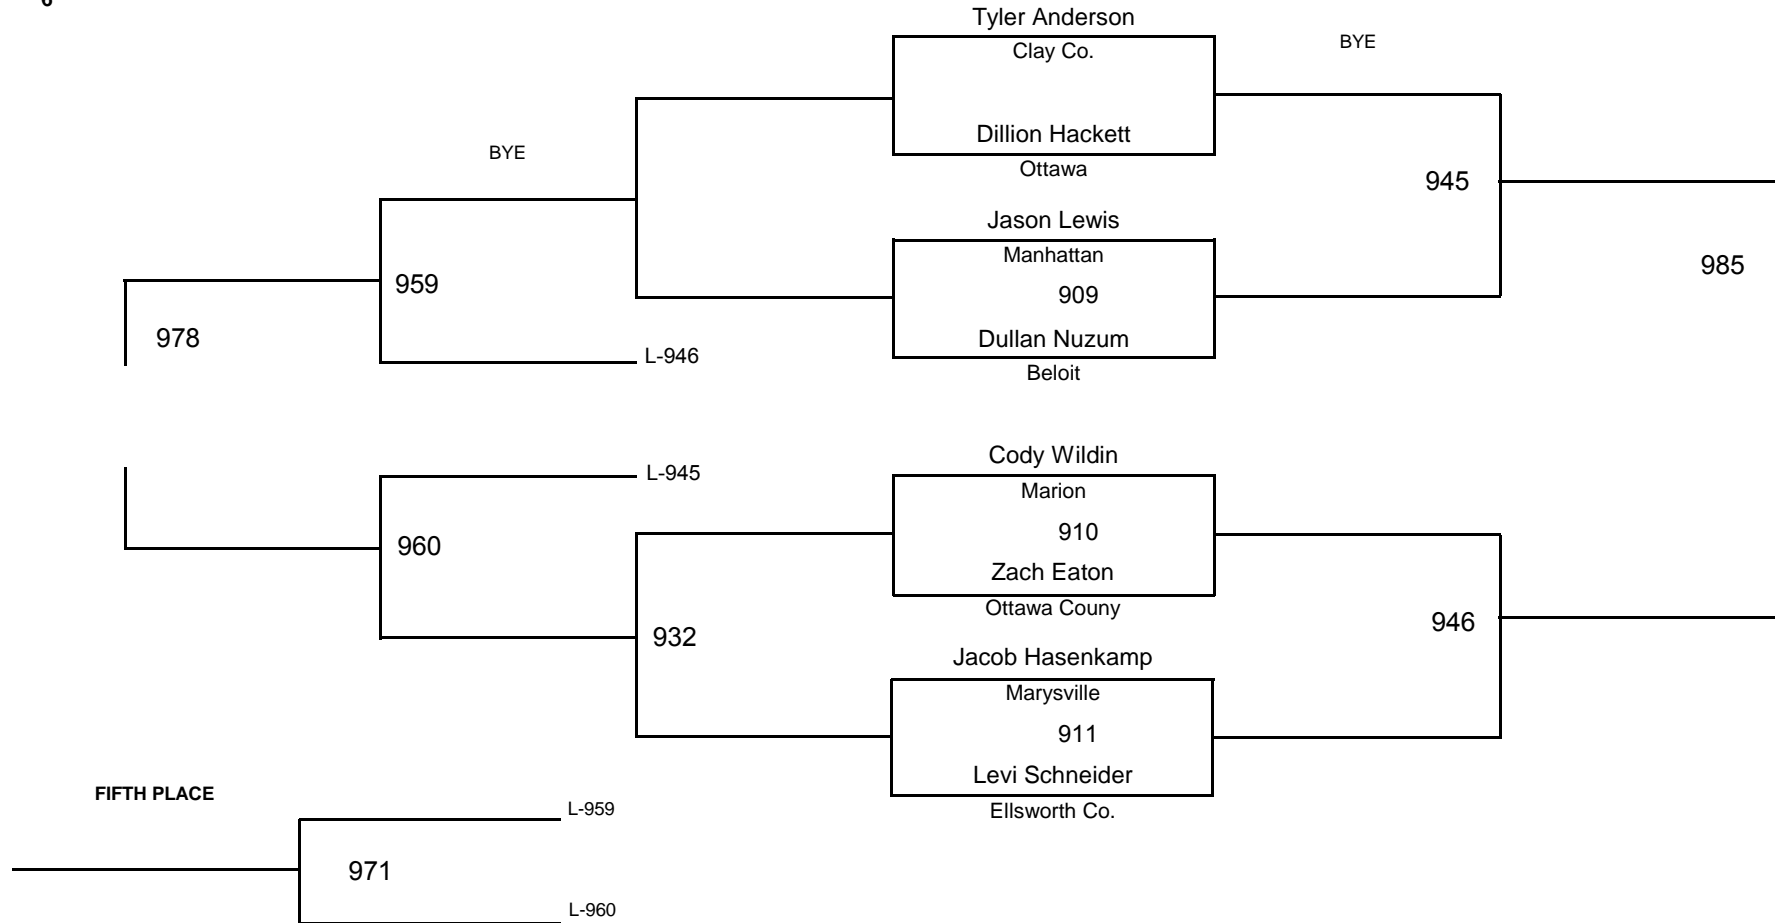 6
Tyler Anderson
Clay Co.
BYE
Dillion Hackett
BYE
Ottawa
945
Jason Lewis
Manhattan
985
959
909
978
Dullan Nuzum
L-946
Beloit
Cody Wildin
L-945
Marion
910
960
Zach Eaton
Ottawa Couny
946
932
Jacob Hasenkamp
Marysville
911
Levi Schneider
FIFTH PLACE
L-959
Ellsworth Co.
971
L-960